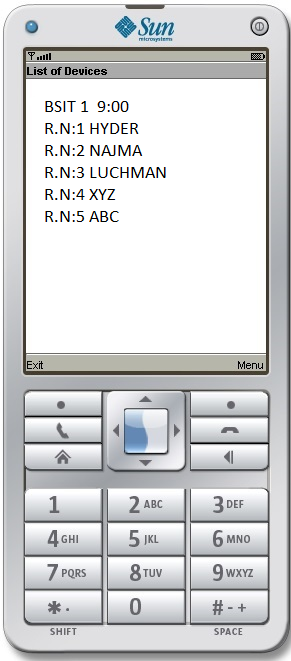 Sun
microsystems
List of Devices
BSIT 1 9:00
R.N:1 HYDER
R.N:2 NAJMA
R.N:3 LUCHMAN
R.N:4 XYZ
R.N:5 ABC
Exit Menu
1 2 ABC 3 DEF
4 GHI 5 JKL 6 MNO
7 PQRS 8 TUV 9 WXYZ
* . 0 # - +
SHIFT SPACE